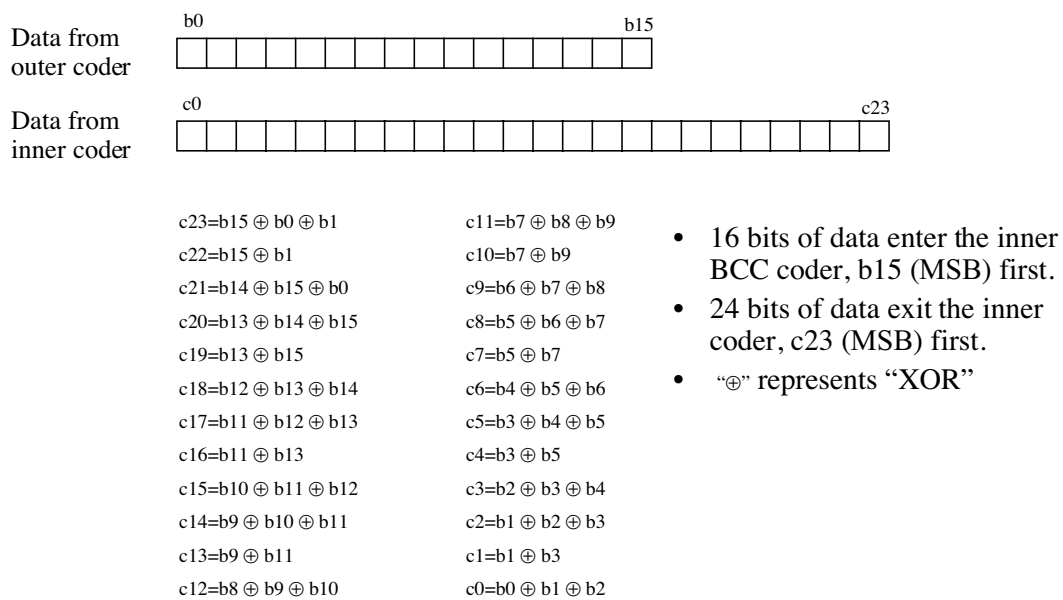 b0 b15
Data from
outer coder
c0 c23
Data from
inner coder
c23=b15 ⊕ b0 ⊕ b1
c22=b15 ⊕ b1
c21=b14 ⊕ b15 ⊕ b0
c20=b13 ⊕ b14 ⊕ b15
c19=b13 ⊕ b15
c18=b12 ⊕ b13 ⊕ b14
c17=b11 ⊕ b12 ⊕ b13
c16=b11 ⊕ b13
c15=b10 ⊕ b11 ⊕ b12
c14=b9 ⊕ b10 ⊕ b11
c13=b9 ⊕ b11
c12=b8 ⊕ b9 ⊕ b10
c11=b7 ⊕ b8 ⊕ b9
c10=b7 ⊕ b9
c9=b6 ⊕ b7 ⊕ b8
c8=b5 ⊕ b6 ⊕ b7
c7=b5 ⊕ b7
c6=b4 ⊕ b5 ⊕ b6
c5=b3 ⊕ b4 ⊕ b5
c4=b3 ⊕ b5
c3=b2 ⊕ b3 ⊕ b4
c2=b1 ⊕ b2 ⊕ b3
c1=b1 ⊕ b3
c0=b0 ⊕ b1 ⊕ b2
• 16 bits of data enter the inner
BCC coder, b15 (MSB) first.
• 24 bits of data exit the inner
coder, c23 (MSB) first.
• “⊕” represents “XOR”